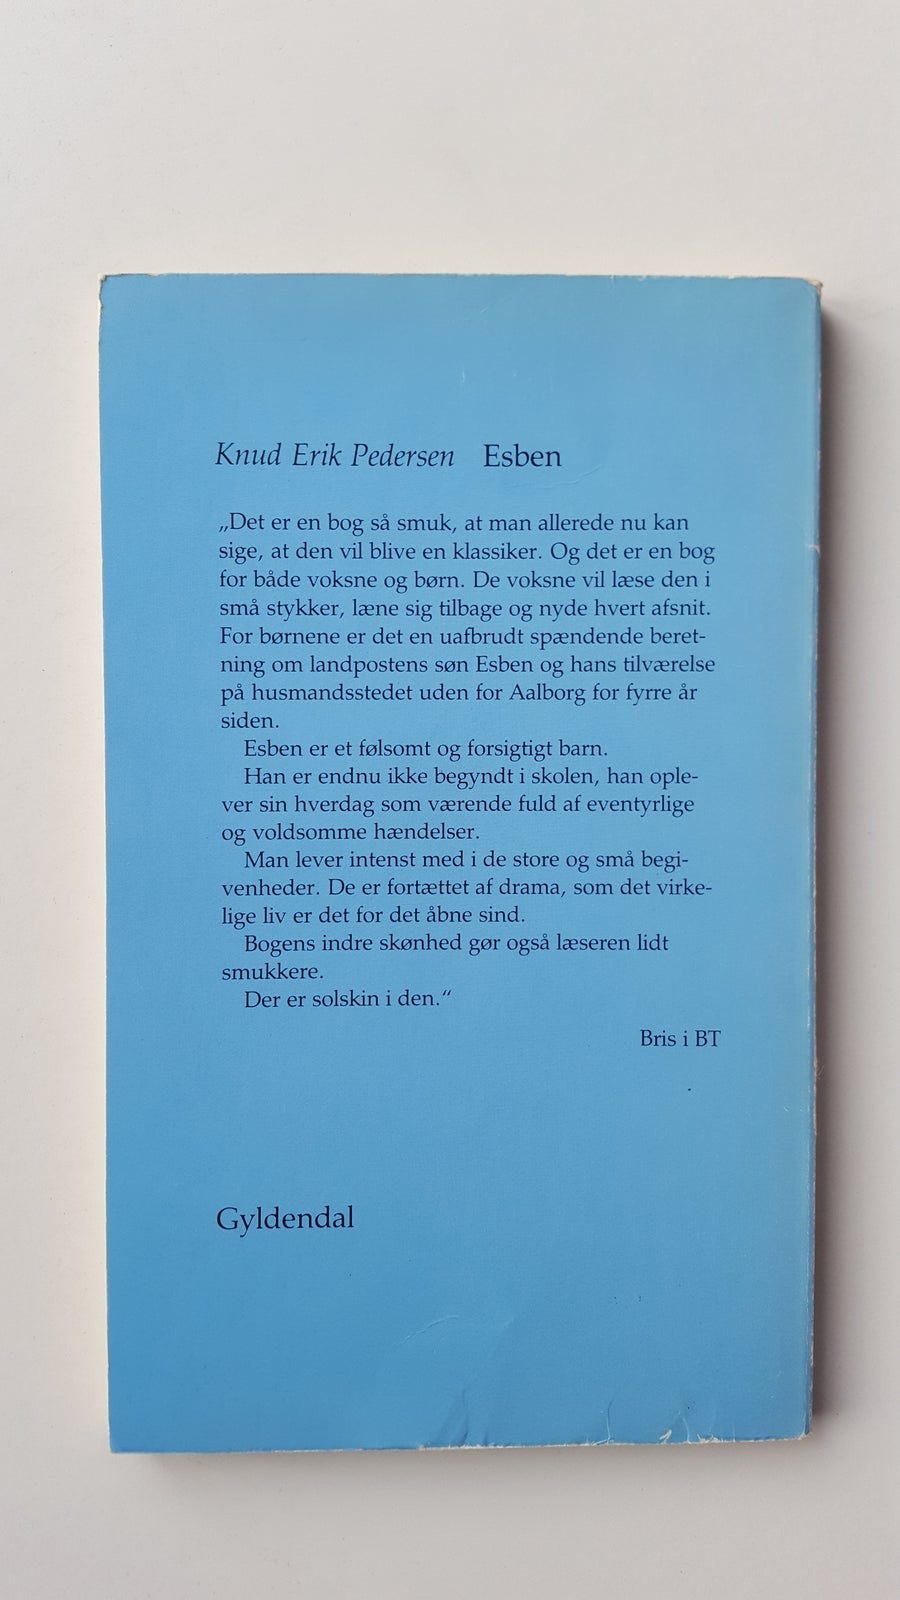 Knud Erik Pedersen Esben
„Det er en bog så smuk, at man allerede nu kan
sige, at den vil blive en klassiker. Og det er en bog
for både voksne og børn. De voksne vil læse den i
små stykker, læne sig tilbage og nyde hvert afsnit.
For børnene er det en uafbrudt spændende beret-
ning om landpostens søn Esben og hans tilværelse
på husmandsstedet uden for Aalborg for fyrre år
siden.
Esben er et følsomt og forsigtigt barn.
Han er endnu ikke begyndt i skolen, han ople-
ver sin hverdag som værende fuld af eventyrlige
og voldsomme hændelser.
Man lever intenst med i de store og små begi-
venheder. De er fortættet af drama, som det virke-
lige liv er det for det åbne sind.
Bogens indre skønhed gør også læseren lidt
smukkere.
Der er solskin i den.“
Bris i BT
Gyldendal